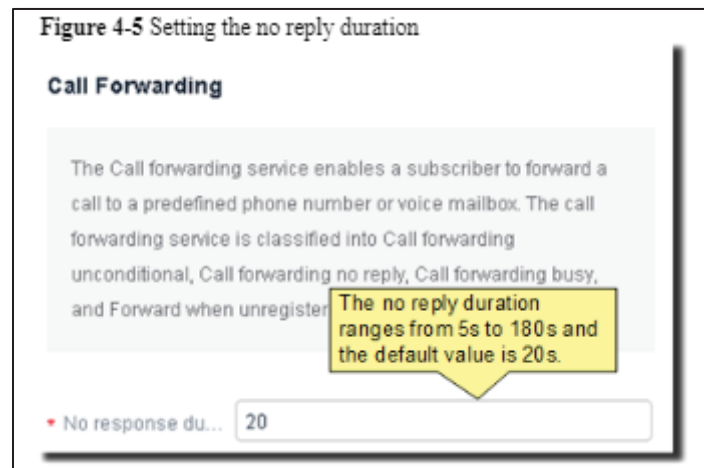 Figure 4-5 Setting the no reply duration
Call Forwarding
The Call forwarding service enables a subscriber to forward a
call to a predefined phone number or voice mailbox. The call
forwarding service is classified into Call forwarding
unconditional, Call forwarding no reply, Call forwarding busy,
and Forward when unregister
The no reply duration
ranges from 5s to 180s and
the default value is 20s.
* No response du... 20